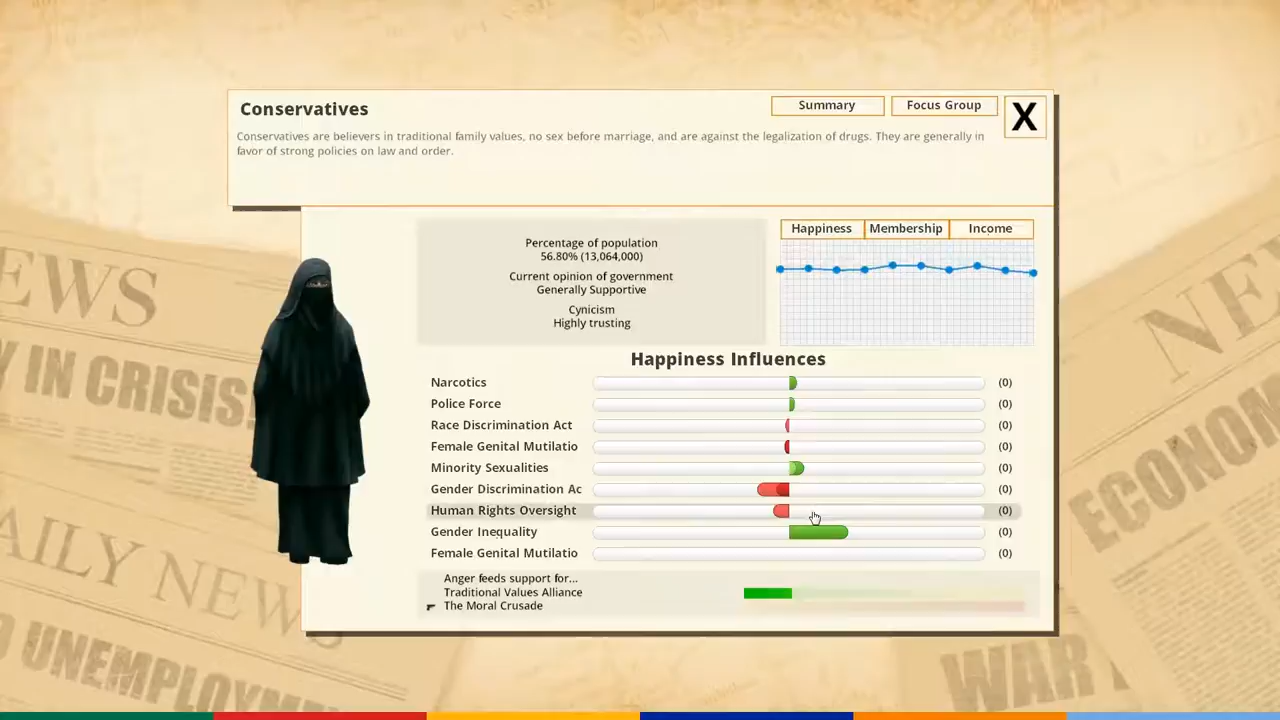 Conservatives
Summary
Focus Group
X
Conservatives are believers in traditional family values, no sex before marriage, and are against the legalization of drugs. They are generally in
favor of strong policies on law and order.
Percentage of population
56.80% (13,064,000)
Current opinion of government
Generally Supportive
Cynicism
Highly trusting
Happiness
Membership
Income
Happiness Influences
Narcotics (0)
Police Force (0)
Race Discrimination Act (0)
Female Genital Mutilatio (0)
Minority Sexualities (0)
Gender Discrimination Ac (0)
Human Rights Oversight (0)
Gender Inequality (0)
Female Genital Mutilatio (0)
Anger feeds support for...
Traditional Values Alliance
The Moral Crusade
EWS
Y IN CRISIS!
AILY NEWS
O UNEMPLOYM
NE
ECONOM
WAR